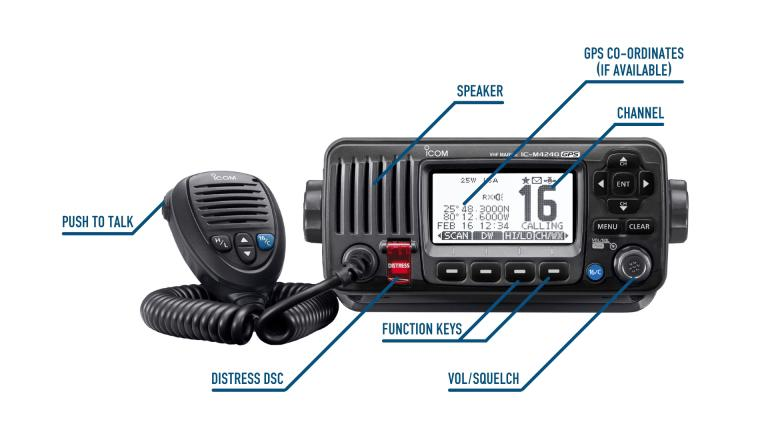 GPS CO-ORDINATES
(IF AVAILABLE)
SPEAKER
CHANNEL
PUSH TO TALK
ICOM
ICOM
VHF MARINE IC-M424G GPS
25W USA
RX
16
25°48.3000N
80°12.6000W
FEB 16 12:34 CALLING
SCAN DW HI/LO CH/WX
CH
ENT
CH
MENU CLEAR
VOL/SQL
H/L
16/C
DISTRESS
16/C
FUNCTION KEYS
DISTRESS DSC
VOL/SQUELCH